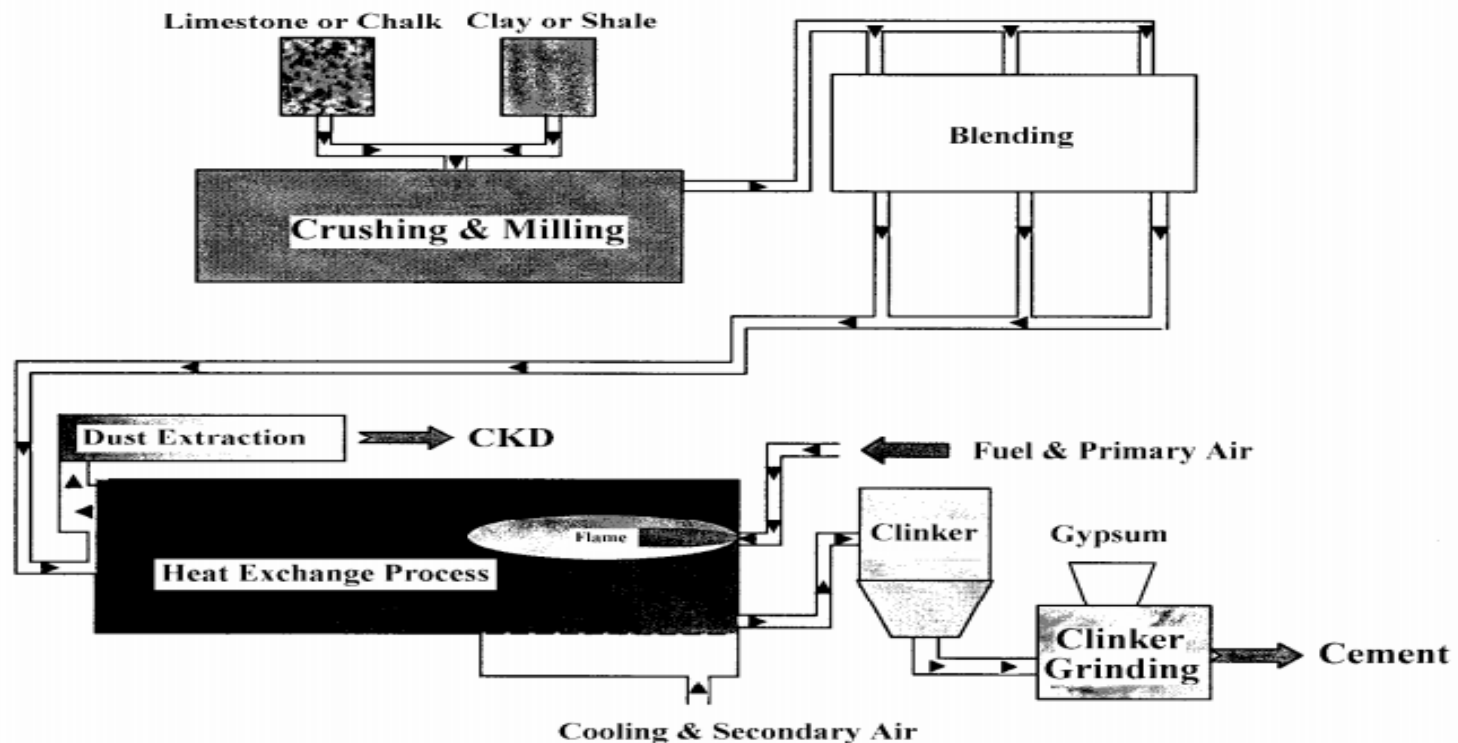 Limestone or Chalk
Clay or Shale
Blending
Crushing & Milling
Dust Extraction
CKD
Fuel & Primary Air
Flame
Clinker
Gypsum
Heat Exchange Process
Clinker
Grinding
Cement
Cooling & Secondary Air